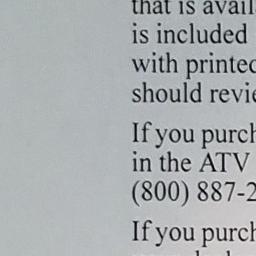 that is avail
is included
with printed
should revie
If you purch
in the ATV
(800) 887-2
If you purch